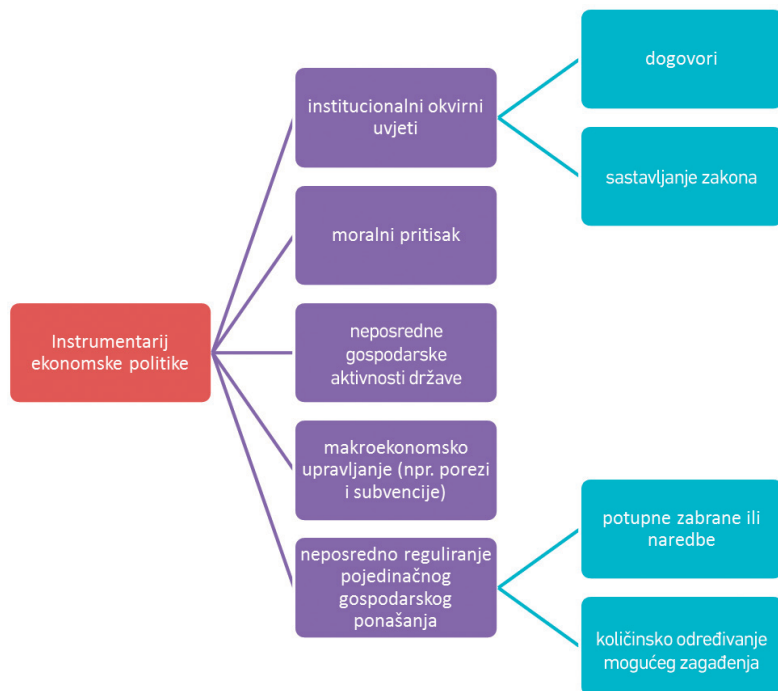 Instrumentarij
ekonomske politike
institucionalni okvirni
uvjeti
dogovori
sastavljanje zakona
moralni pritisak
neposredne
gospodarske
aktivnosti države
makroekonomsko
upravljanje (npr. porezi
i subvencije)
neposredno reguliranje
pojedinačnog
gospodarskog
ponašanja
potupne zabrane ili
naredbe
količinsko određivanje
mogućeg zagađenja